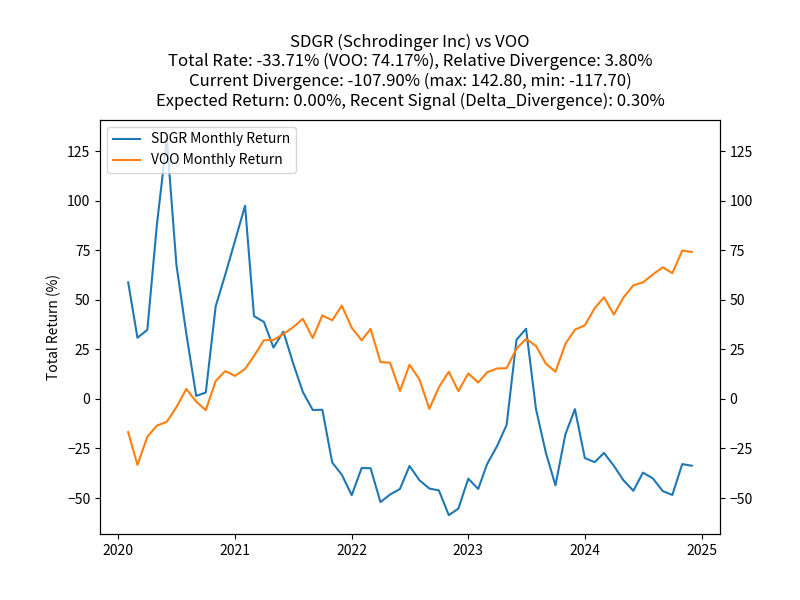 SDGR (Schrodinger Inc) vs VOO
Total Rate: -33.71% (VOO: 74.17%), Relative Divergence: 3.80%
Current Divergence: -107.90% (max: 142.80, min: -117.70)
Expected Return: 0.00%, Recent Signal (Delta_Divergence): 0.30%
SDGR Monthly Return
VOO Monthly Return
Total Return (%)
125
100
75
50
25
0
−25
−50
125
100
75
50
25
0
−25
−50
2020 2021 2022 2023 2024 2025